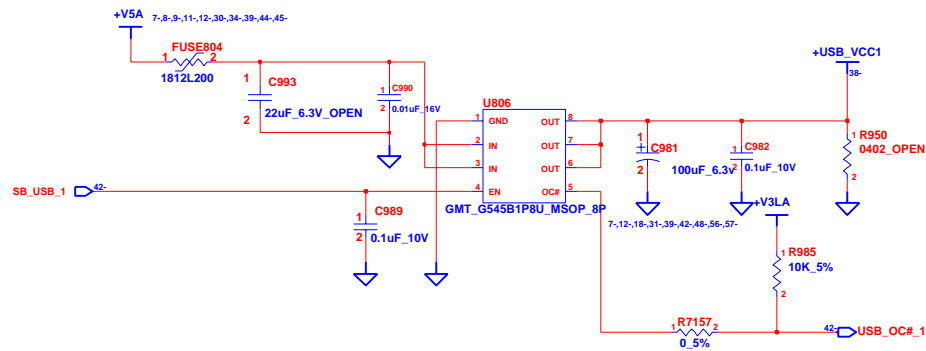 +V5A
7-,8-,9-,11-,12-,30-,34-,39-,44-,45-
FUSE804
1 2
1812L200
1 C993
2
22uF_6.3V_OPEN
1 C990
2
0.01uF_16V
U806
1 GND OUT 8
2 IN OUT 7
3 IN OUT 6
4 EN OC# 5
GMT_G545B1P8U_MSOP_8P
SB_USB_1 42-
1 C989
2
0.1uF_10V
+USB_VCC1
38-
1 + C981
2
100uF_6.3v
1 C982
2
0.1uF_10V
1 R950
0402_OPEN
2
+V3LA
7-,12-,18-,31-,39-,42-,48-,56-,57-
1 R985
10K_5%
2
R7157
1 2
0_5%
42- USB_OC#_1